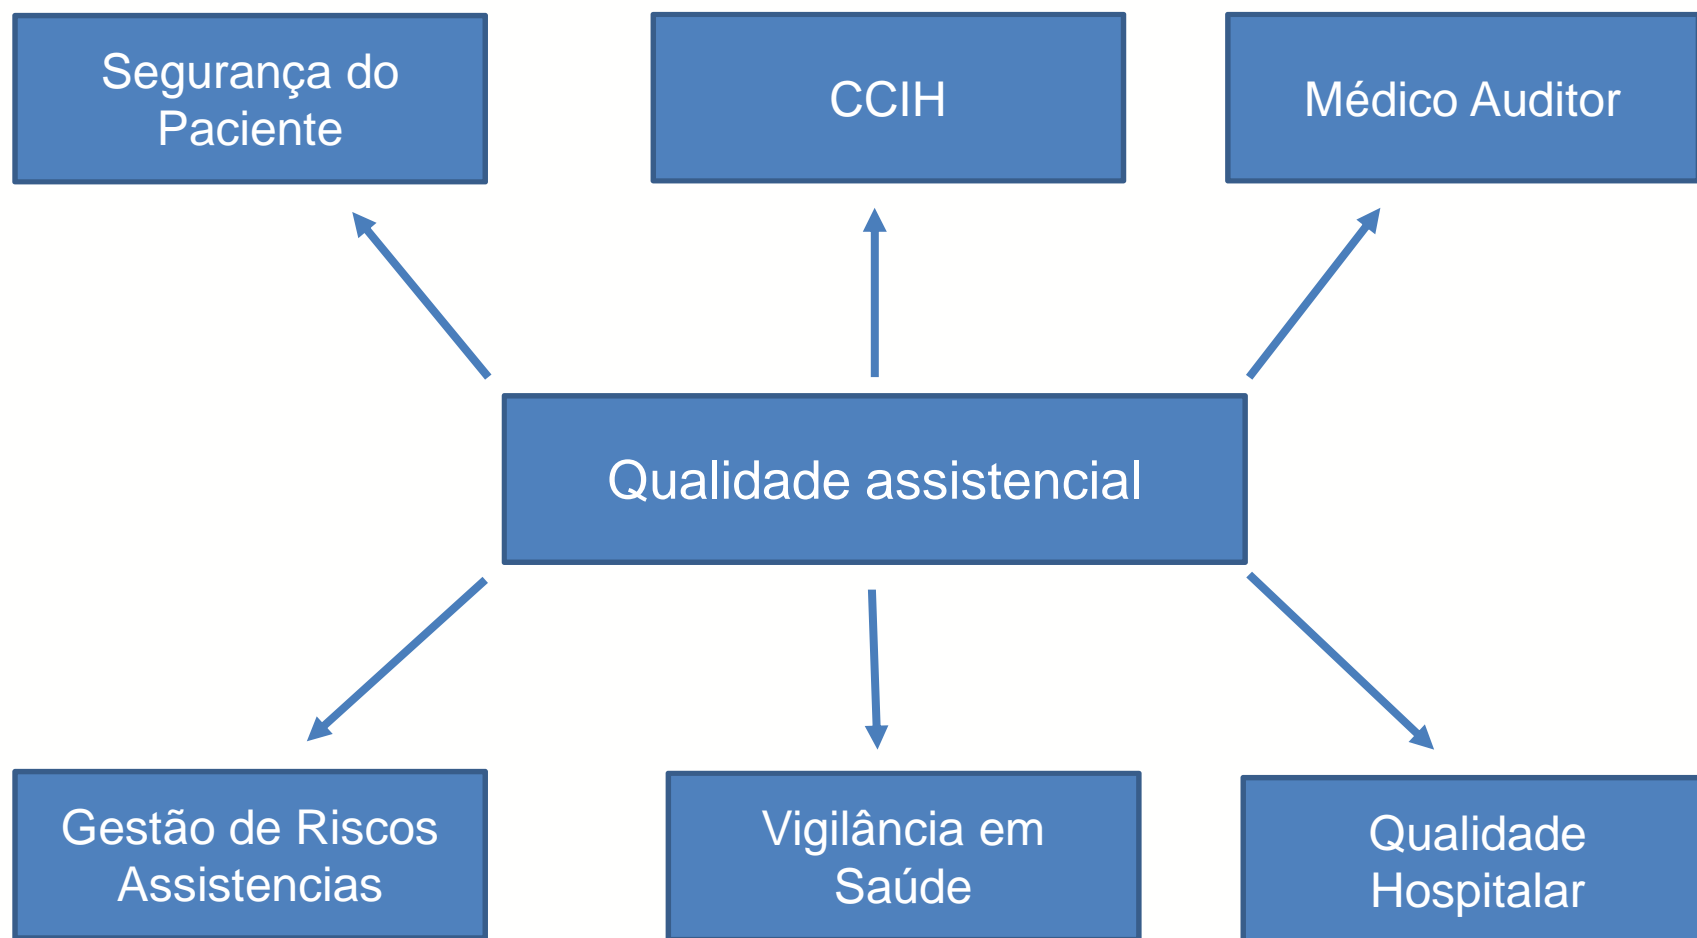 Segurança do
Paciente
CCIH
Médico Auditor
Qualidade assistencial
Gestão de Riscos
Assistencias
Vigilância em
Saúde
Qualidade
Hospitalar